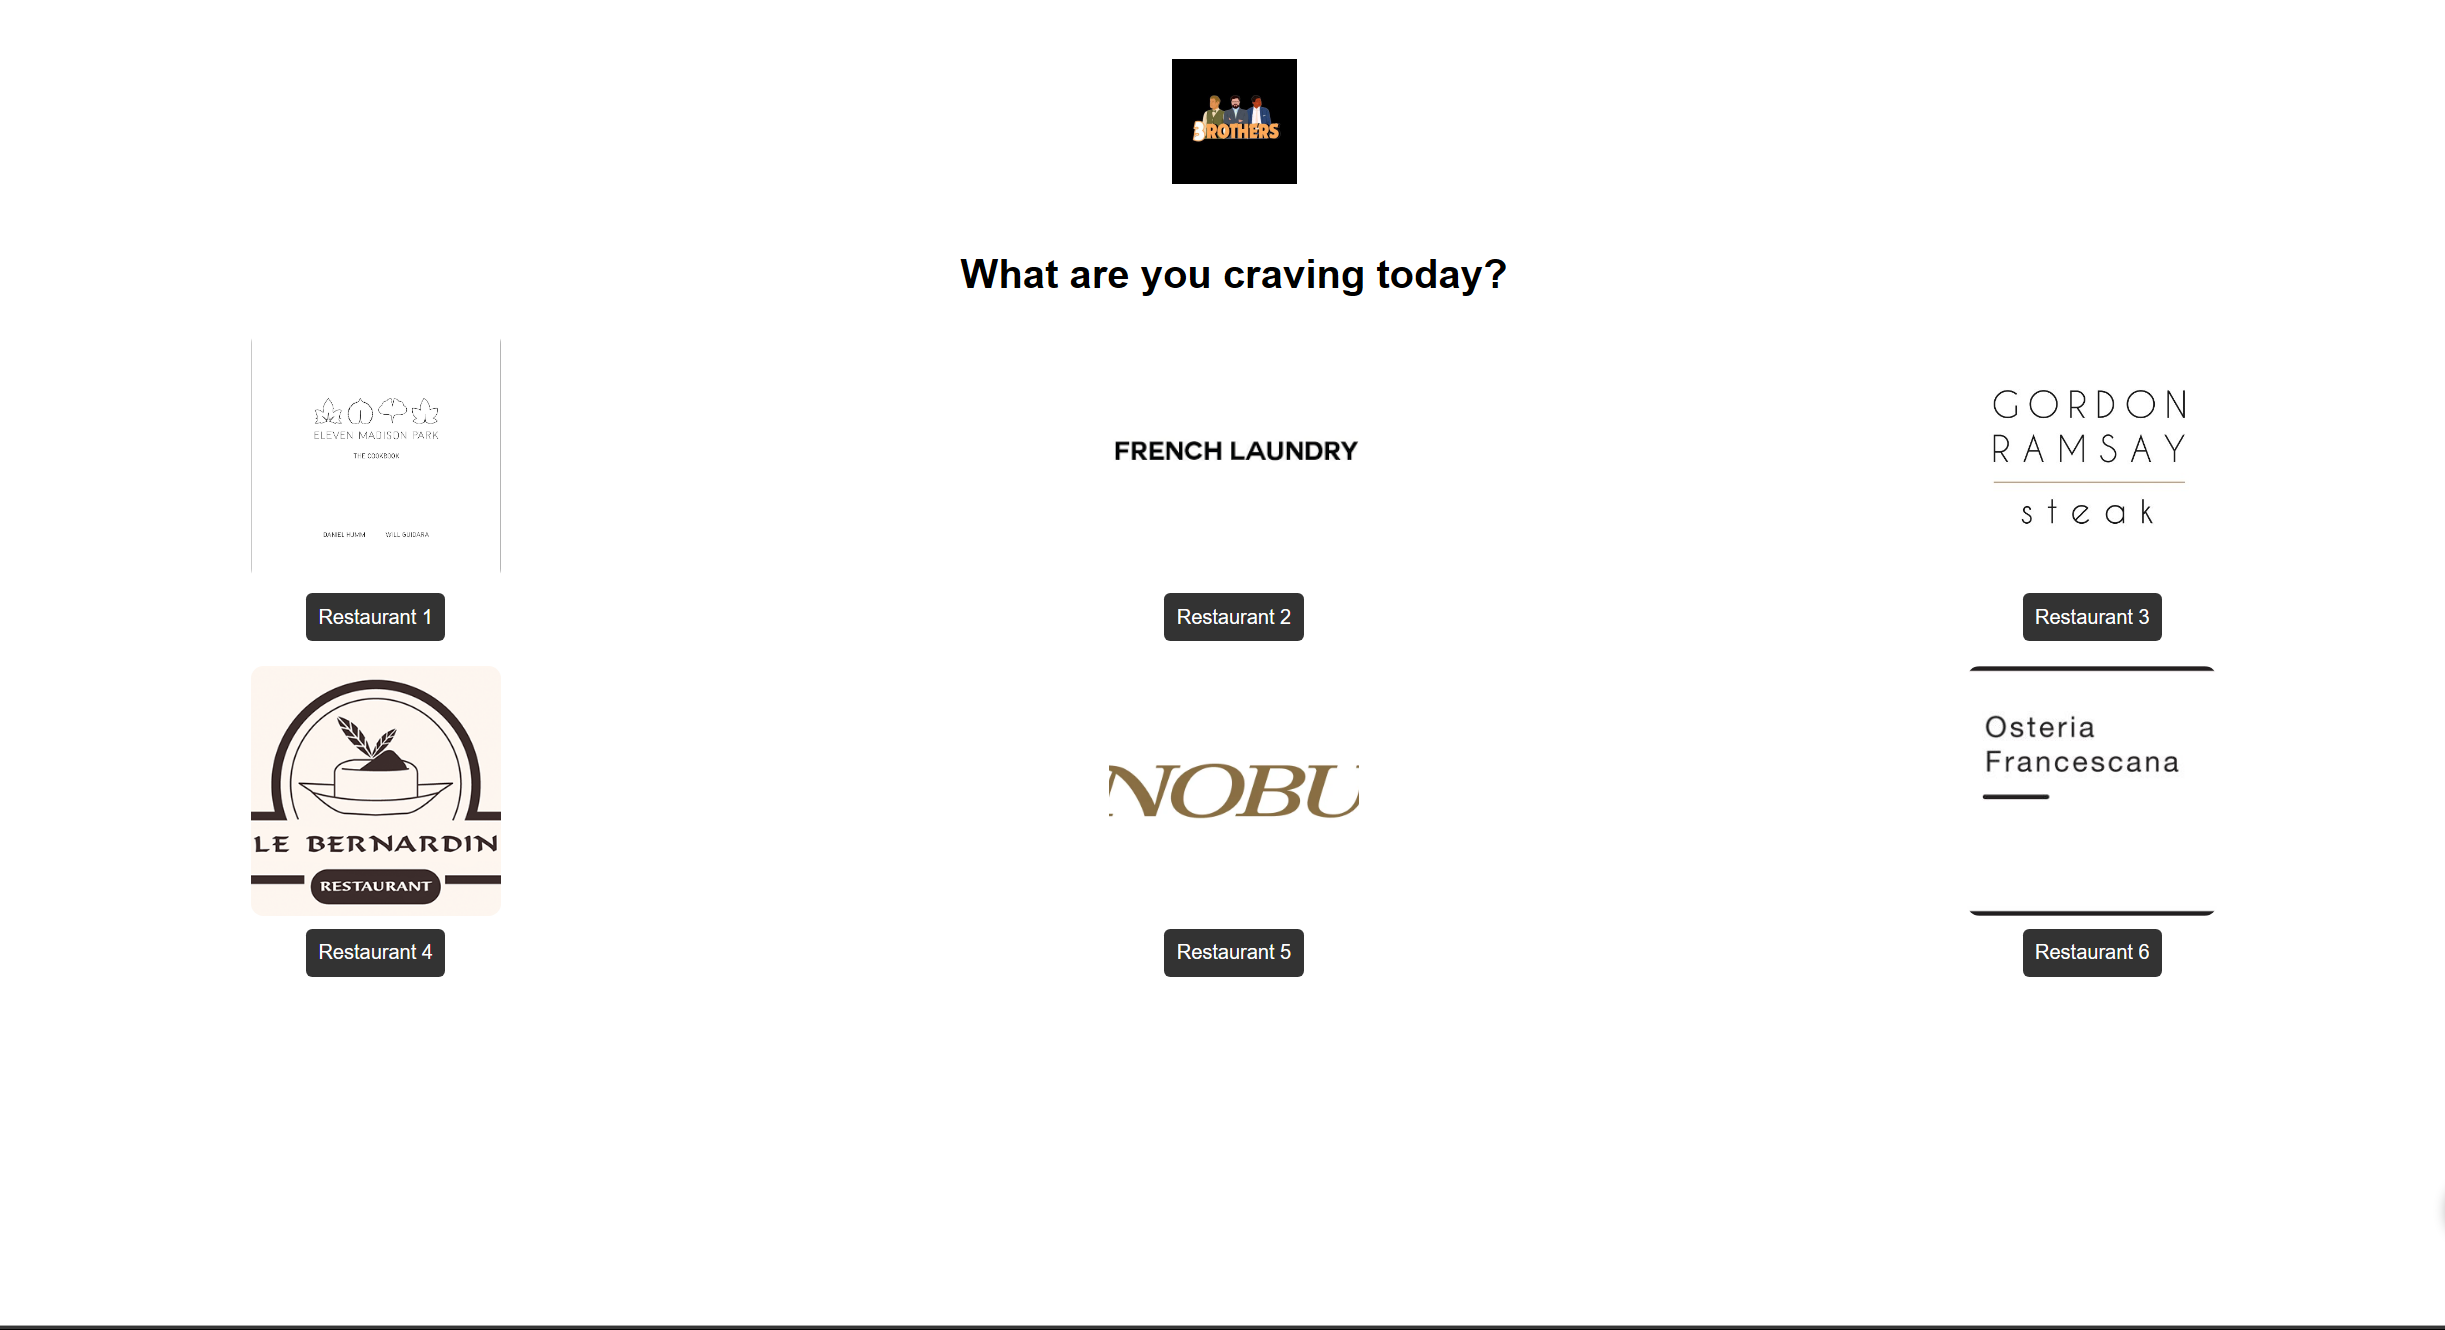 3ROTHERS
What are you craving today?
ELEVEN MADISON PARK
THE COOKBOOK
DANIEL HUMM WILL GUIDARA
FRENCH LAUNDRY
GORDON
RAMSAY
steak
Restaurant 1
Restaurant 2
Restaurant 3
LE BERNARDIN
RESTAURANT
NOBU
Osteria
Francescana
Restaurant 4
Restaurant 5
Restaurant 6